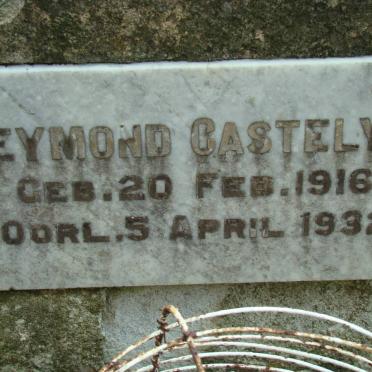 EYMOND CASTELY
GEB. 20 FEB. 1916
OORL. 5 APRIL 1932